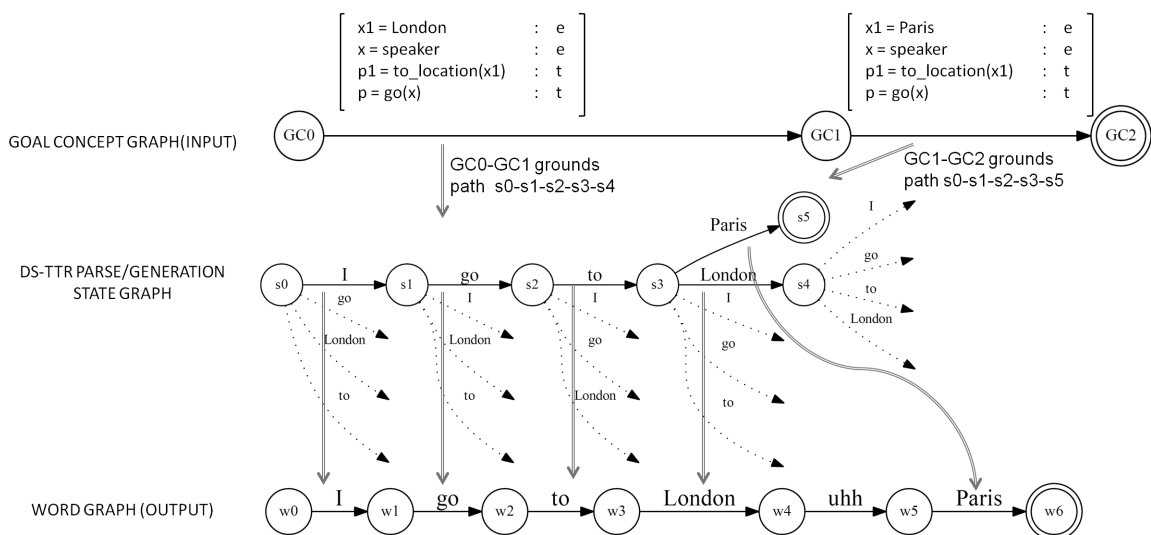 x1 = London : e
x = speaker : e
p1 = to_location(x1) : t
p = go(x) : t
x1 = Paris : e
x = speaker : e
p1 = to_location(x1) : t
p = go(x) : t
GOAL CONCEPT GRAPH(INPUT)
GC0
GC1
GC2
GC0-GC1 grounds
path s0-s1-s2-s3-s4
GC1-GC2 grounds
path s0-s1-s2-s3-s5
DS-TTR PARSE/GENERATION
STATE GRAPH
s0
I
s1
go
s2
to
s3
Paris
s5
London
s4
go
London
to
I
London
to
I
go
London
I
go
to
I
go
to
London
WORD GRAPH (OUTPUT)
w0
I
w1
go
w2
to
w3
London
w4
uhh
w5
Paris
w6